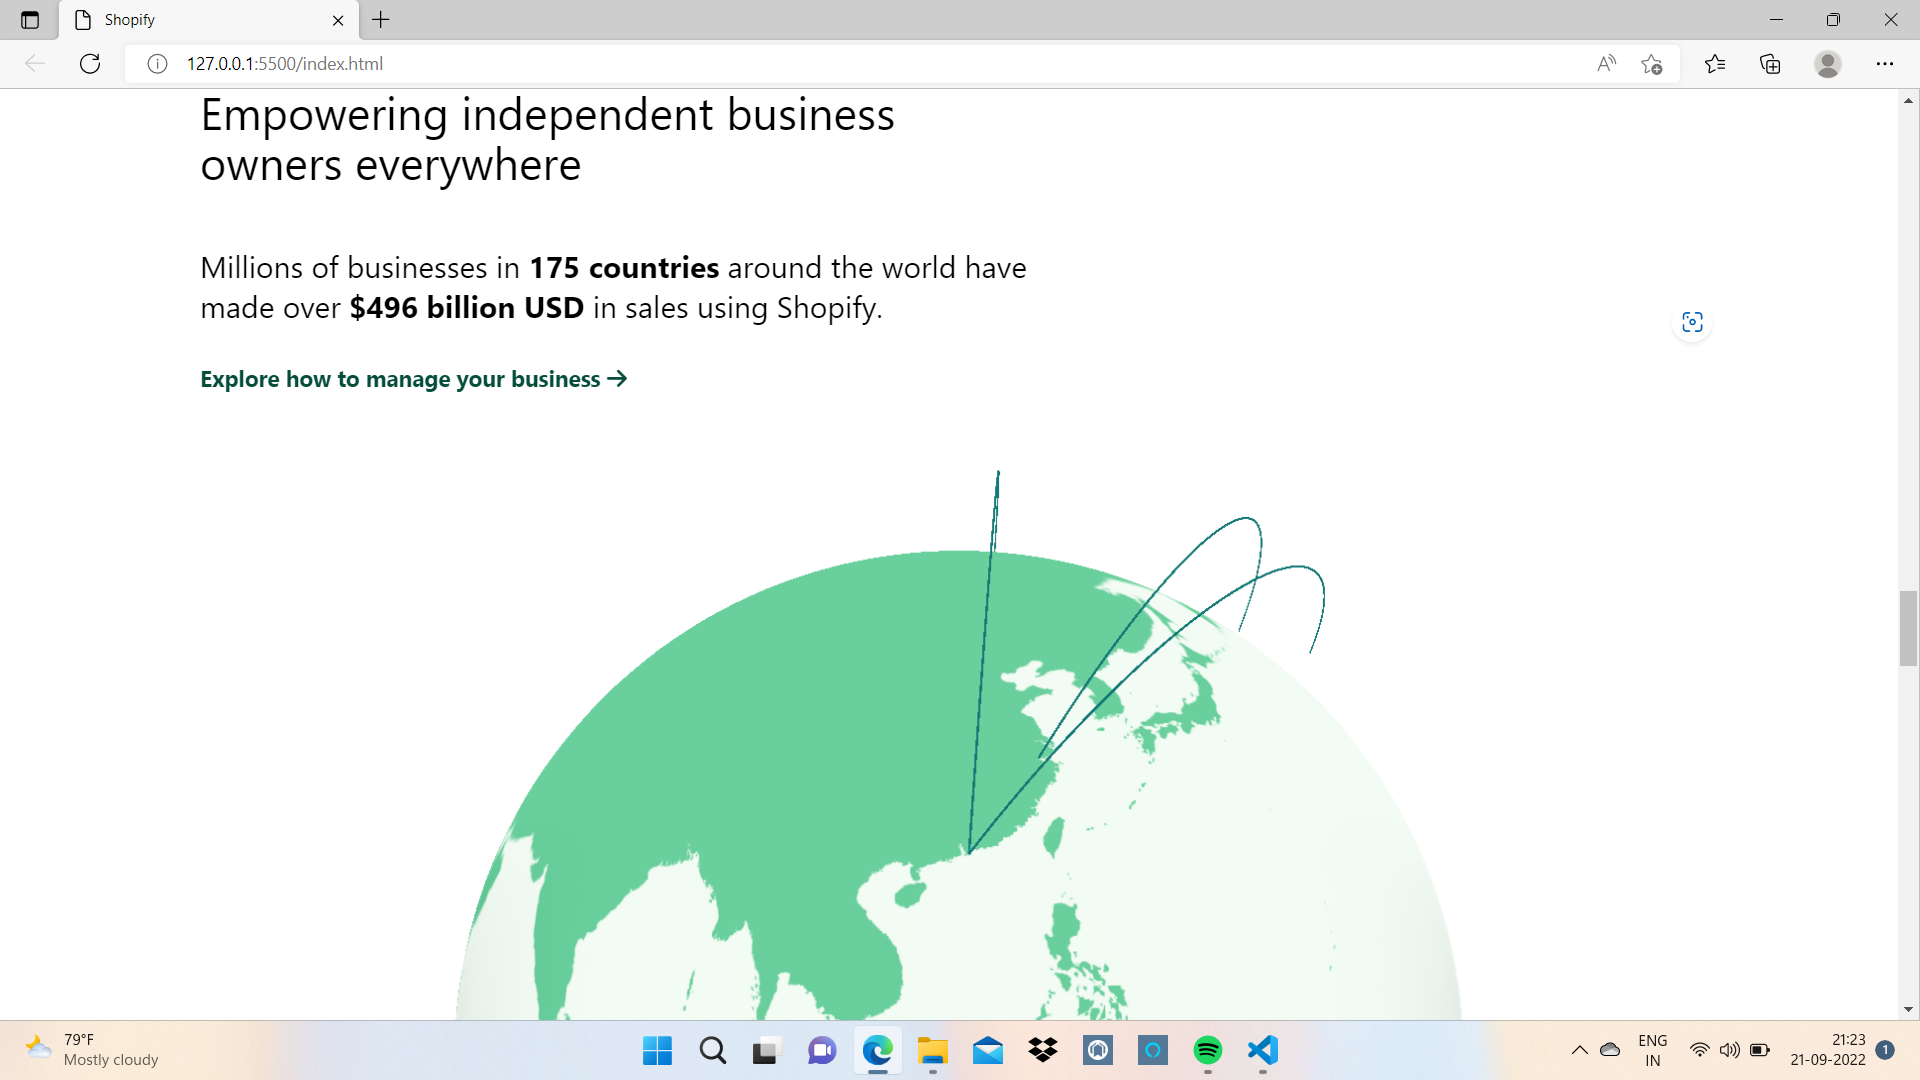 Shopify
127.0.0.1:5500/index.html
Empowering independent business
owners everywhere
Millions of businesses in 175 countries around the world have
made over $496 billion USD in sales using Shopify.
Explore how to manage your business →
79°F
Mostly cloudy
ENG
IN
21:23
21-09-2022
1